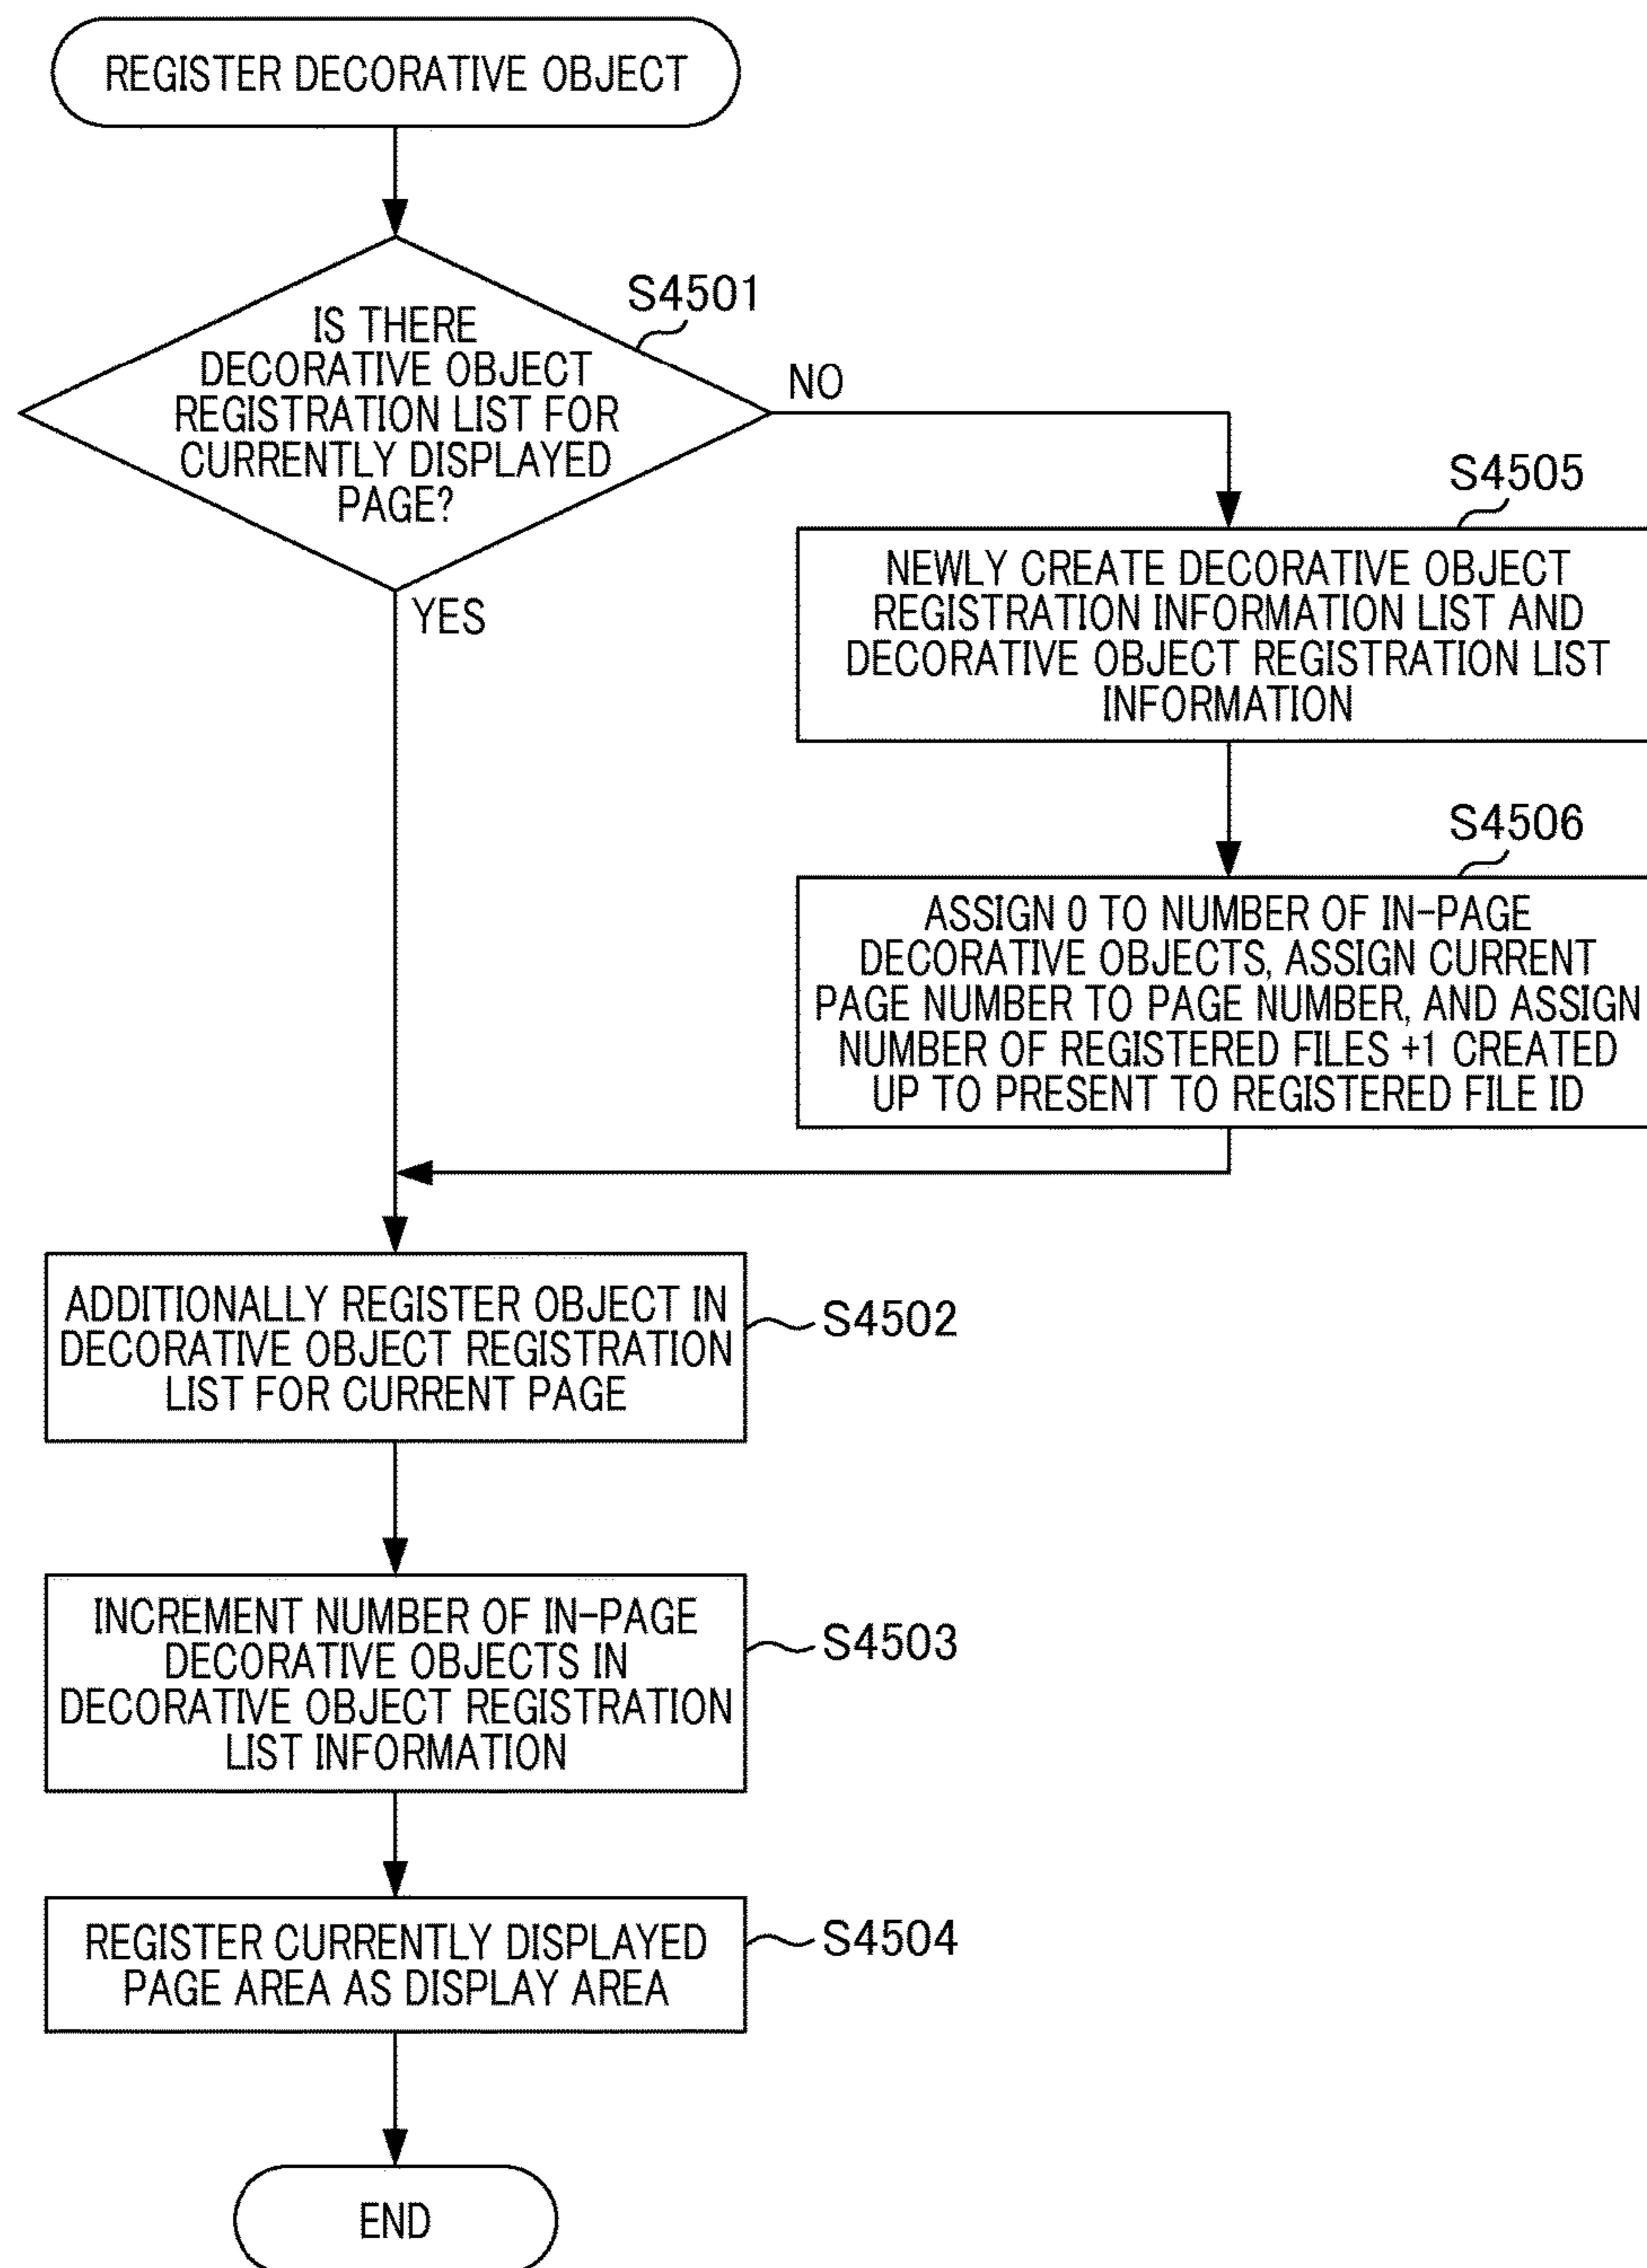 REGISTER DECORATIVE OBJECT
S4501
IS THERE
DECORATIVE OBJECT
REGISTRATION LIST FOR
CURRENTLY DISPLAYED
PAGE?
NO
YES
S4505
NEWLY CREATE DECORATIVE OBJECT
REGISTRATION INFORMATION LIST AND
DECORATIVE OBJECT REGISTRATION LIST
INFORMATION
S4506
ASSIGN 0 TO NUMBER OF IN-PAGE
DECORATIVE OBJECTS, ASSIGN CURRENT
PAGE NUMBER TO PAGE NUMBER, AND ASSIGN
NUMBER OF REGISTERED FILES +1 CREATED
UP TO PRESENT TO REGISTERED FILE ID
ADDITIONALLY REGISTER OBJECT IN
DECORATIVE OBJECT REGISTRATION
LIST FOR CURRENT PAGE
S4502
INCREMENT NUMBER OF IN-PAGE
DECORATIVE OBJECTS IN
DECORATIVE OBJECT REGISTRATION
LIST INFORMATION
S4503
REGISTER CURRENTLY DISPLAYED
PAGE AREA AS DISPLAY AREA
S4504
END